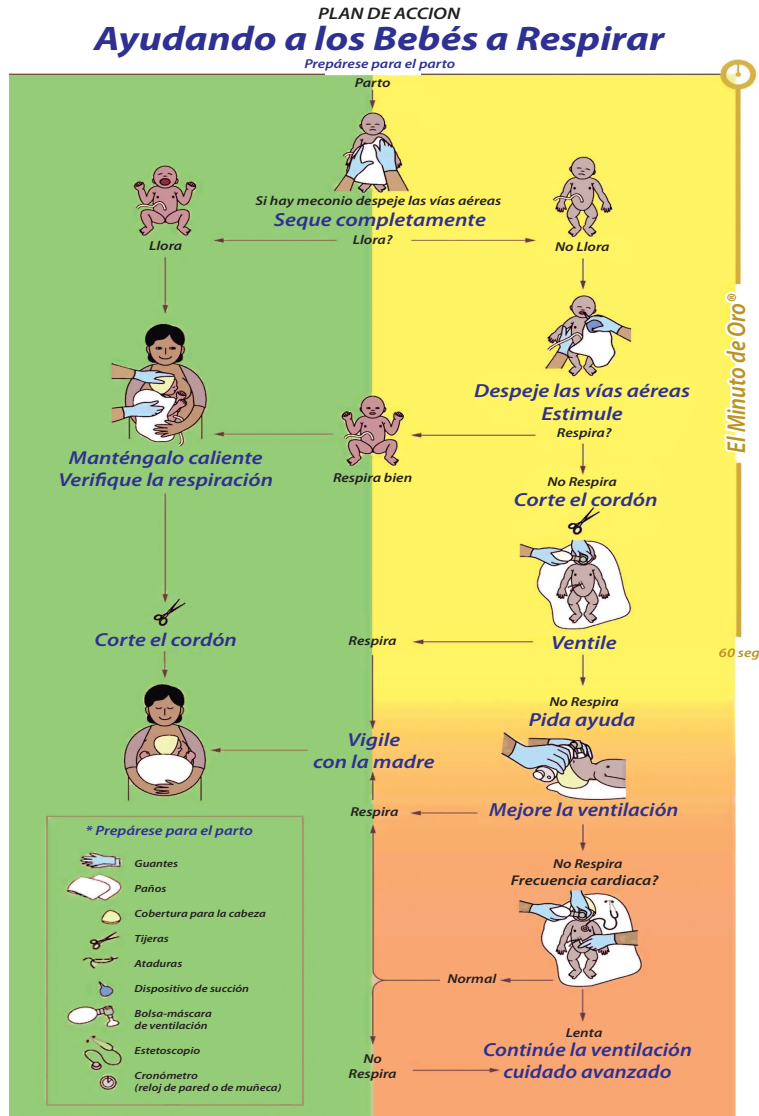 PLAN DE ACCION
Ayudando a los Bebés a Respirar
Prepárese para el parto
Parto
Si hay meconio despeje las vías aéreas
Seque completamente
Llora?
Llora
No Llora
El Minuto de Oro®
Despeje las vías aéreas
Estimule
Respira?
Respira bien
Manténgalo caliente
Verifique la respiración
No Respira
Corte el cordón
Corte el cordón
Respira
Ventile
60 seg
No Respira
Pida ayuda
Vigile
con la madre
Respira
Mejore la ventilación
No Respira
Frecuencia cardiaca?
Normal
Lenta
Continúe la ventilación
cuidado avanzado
No
Respira
* Prepárese para el parto
Guantes
Paños
Cobertura para la cabeza
Tijeras
Ataduras
Dispositivo de succión
Bolsa-máscara
de ventilación
Estetoscopio
Cronómetro
(reloj de pared o de muñeca)